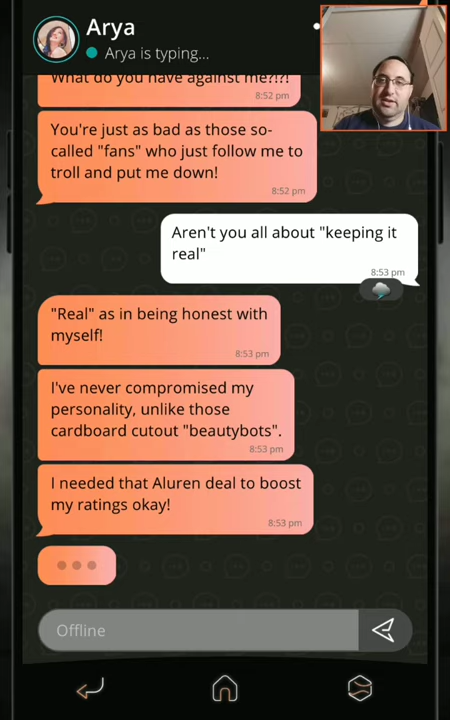 Arya
Arya is typing...
What do you have against me?!?!
8:52 pm
You're just as bad as those so-
called "fans" who just follow me to
troll and put me down!
8:52 pm
Aren't you all about "keeping it
real"
8:53 pm
"Real" as in being honest with
myself!
8:53 pm
I've never compromised my
personality, unlike those
cardboard cutout "beautybots".
8:53 pm
I needed that Aluren deal to boost
my ratings okay!
8:53 pm
Offline